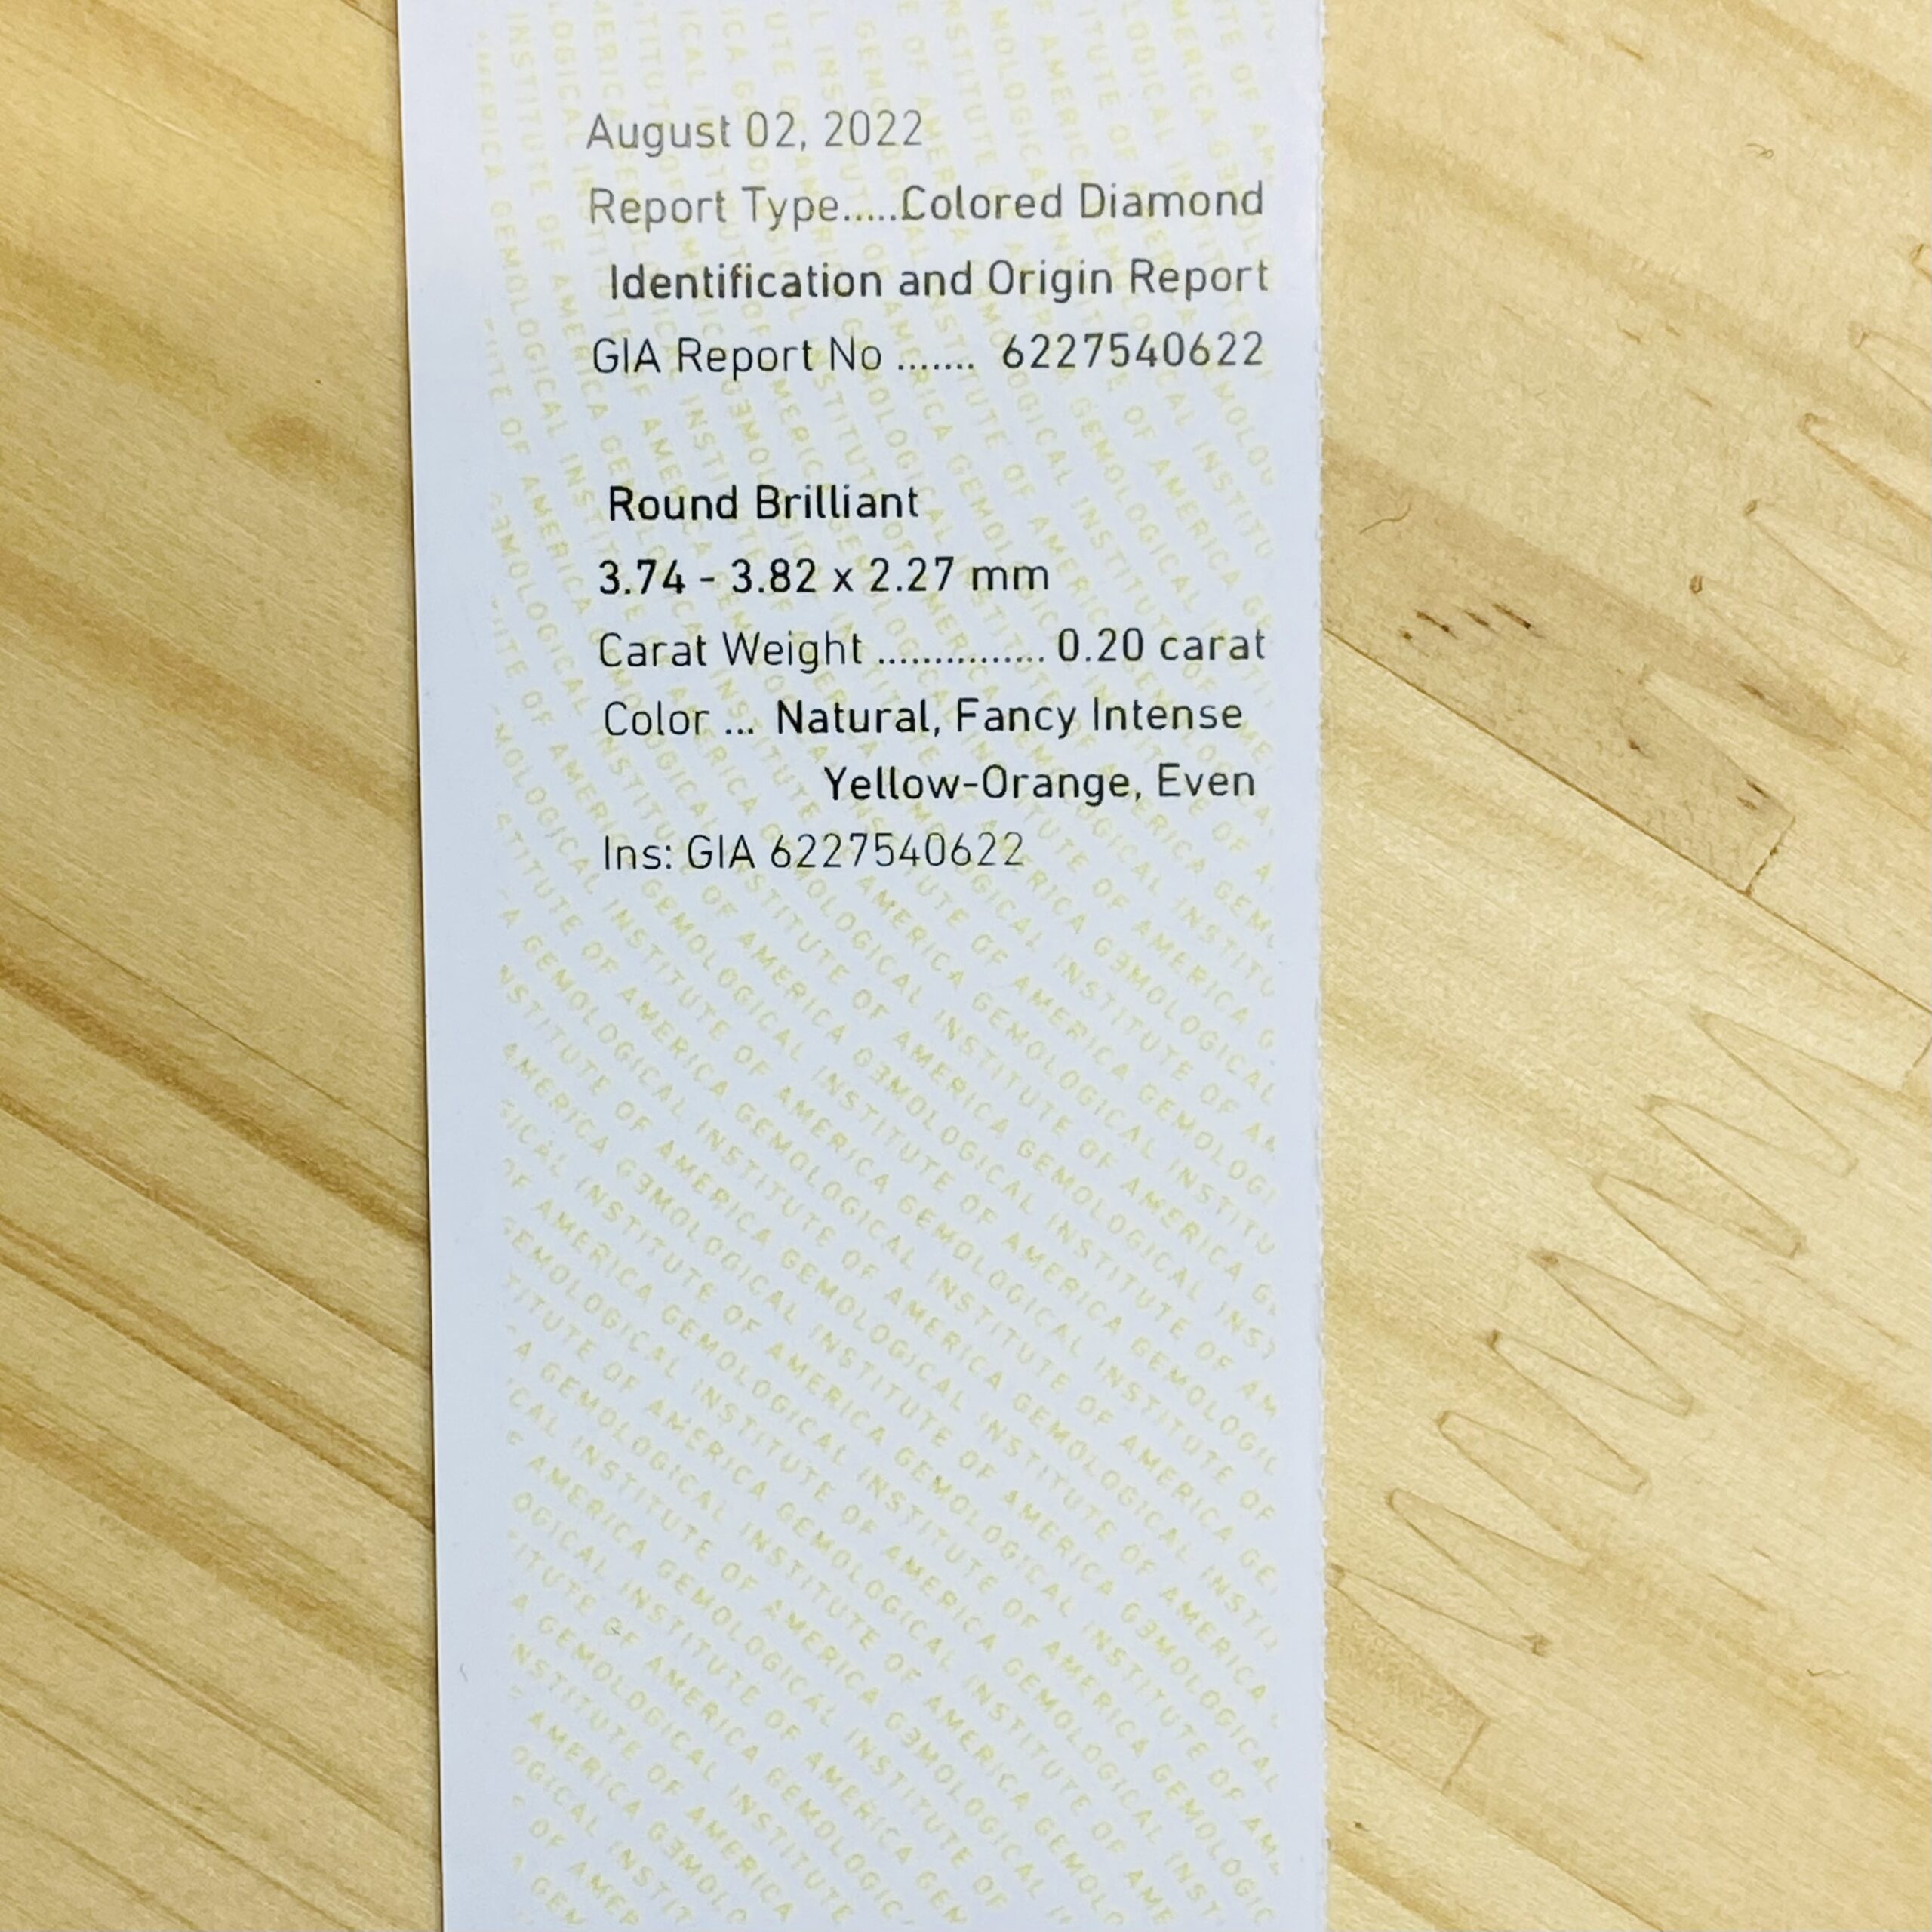 August 02, 2022
Report Type.....Colored Diamond
Identification and Origin Report
GIA Report No ....... 6227540622
Round Brilliant
3.74 - 3.82 x 2.27 mm
Carat Weight ............... 0.20 carat
Color ... Natural, Fancy Intense
Yellow-Orange, Even
Ins: GIA 6227540622